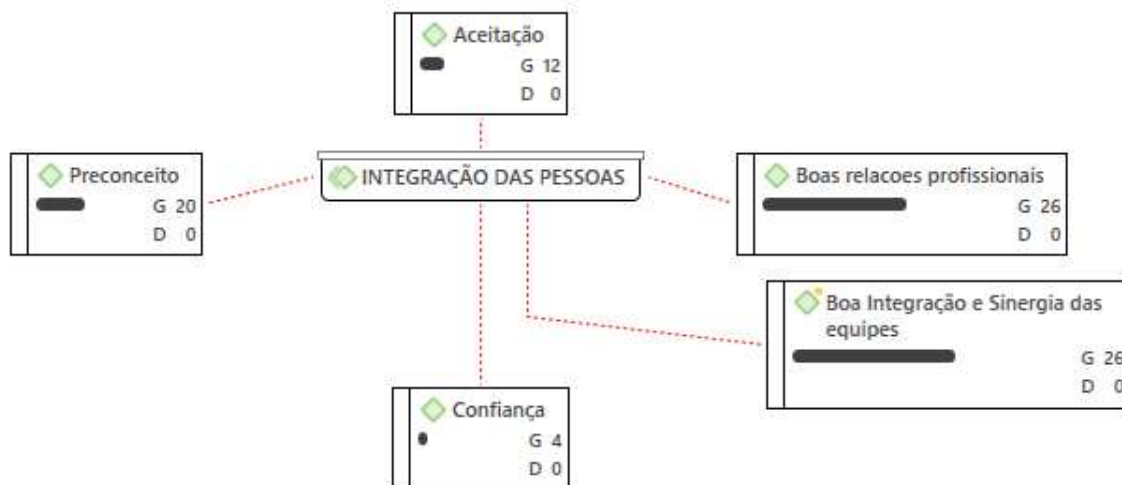 Aceitação
G 12
D 0
Preconceito
G 20
D 0
INTEGRAÇÃO DAS PESSOAS
Boas relacoes profissionais
G 26
D 0
Boa Integração e Sinergia das
equipes
G 26
D 0
Confiança
G 4
D 0